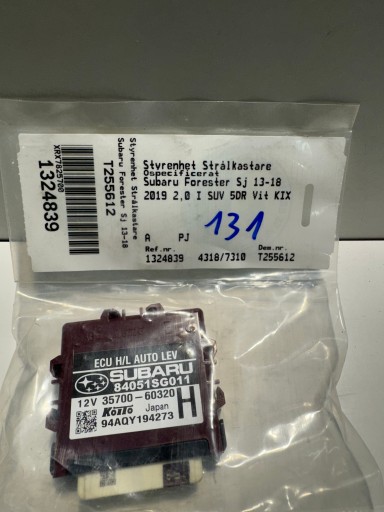 XRX7825700
1324839
Styrenhet Strålkastare
Subaru Forester Sj 13-18
T255612
Styrenhet Strålkastare
Ospecificerat
Subaru Forester Sj 13-18
2019 2,0 I SUV 5DR Vit KIX
131
A PJ
Ref.nr. Dem.nr.
1324839 4318/7310 T255612
ECU H/L AUTO LEV
SUBARU
84051SG011
12V 35700-60320
KOITO Japan H
94AQY194273